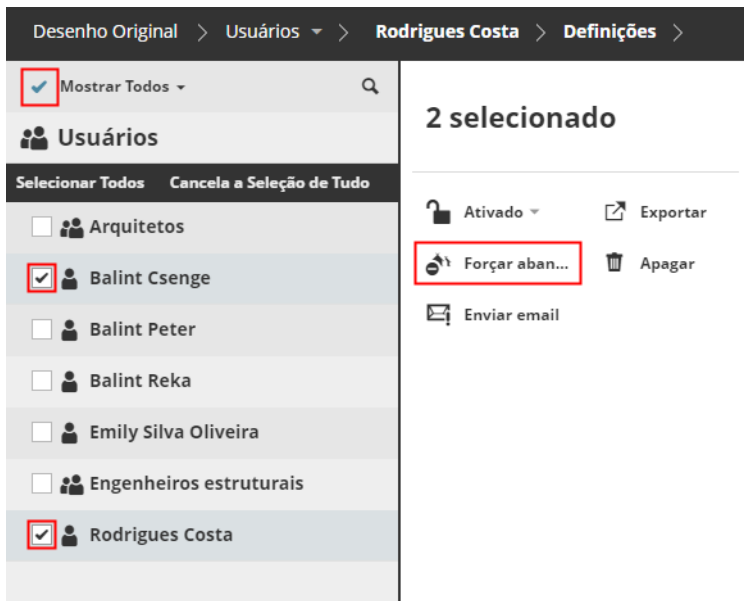 Desenho Original > Usuários > Rodrigues Costa > Definições >
Mostrar Todos
Usuários
Selecionar Todos Cancela a Seleção de Tudo
Arquitetos
Balint Csenge
Balint Peter
Balint Reka
Emily Silva Oliveira
Engenheiros estruturais
Rodrigues Costa
2 selecionado
Ativado Exportar
Forçar aban... Apagar
Enviar email